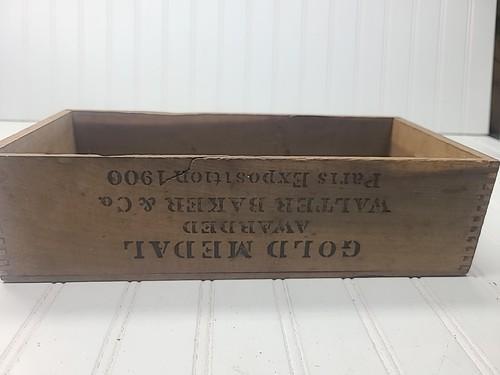 GOLD MEDAL
AWARDED
WALTER BAKER & Co.
Paris Exposition 1900